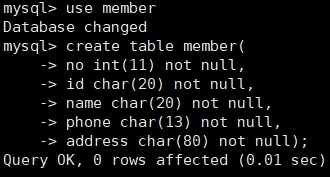 mysql> use member
Database changed
mysql> create table member(
    -> no int(11) not null,
    -> id char(20) not null,
    -> name char(20) not null,
    -> phone char(13) not null,
    -> address char(80) not null);
Query OK, 0 rows affected (0.01 sec)